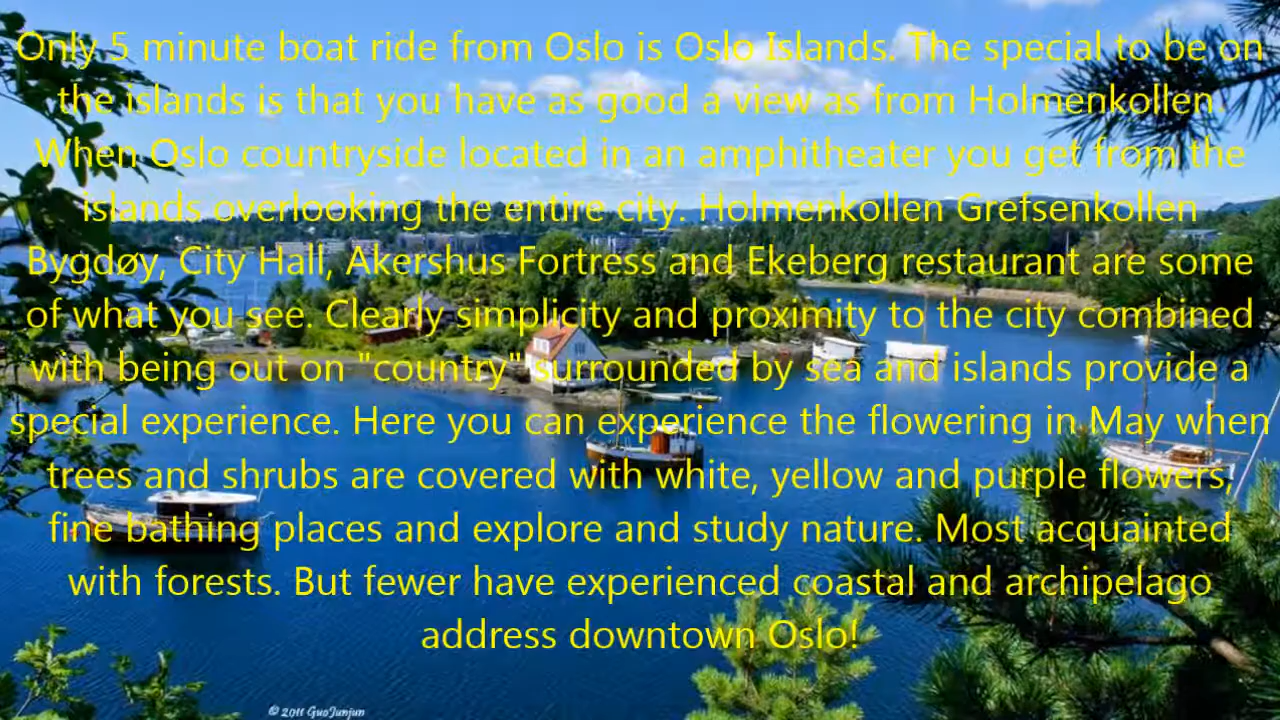 Only 5 minute boat ride from Oslo is Oslo Islands. The special to be on
the islands is that you have as good a view as from Holmenkollen.
When Oslo countryside located in an amphitheater you get from the
islands overlooking the entire city. Holmenkollen Grefsenkollen
Bygdøy, City Hall, Akershus Fortress and Ekeberg restaurant are some
of what you see. Clearly simplicity and proximity to the city combined
with being out on "country" surrounded by sea and islands provide a
special experience. Here you can experience the flowering in May when
trees and shrubs are covered with white, yellow and purple flowers,
fine bathing places and explore and study nature. Most acquainted
with forests. But fewer have experienced coastal and archipelago
address downtown Oslo!
© 2011 GuoJunjun